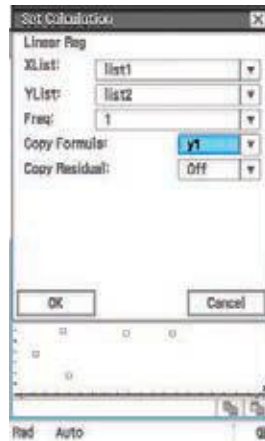 Set Calculation
Linear Reg
XList: list1
YList: list2
Freq: 1
Copy Formula: y1
Copy Residual: Off
OK Cancel
Rad Auto